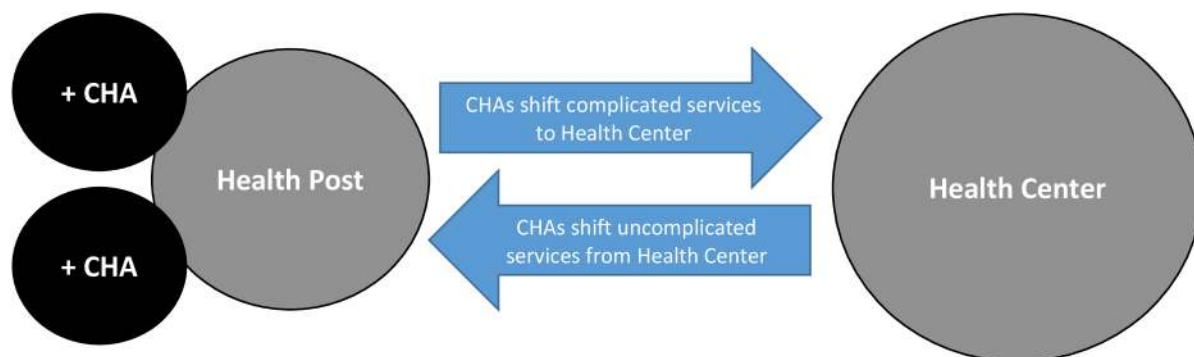 + CHA
+ CHA
Health Post
CHAs shift complicated services
to Health Center
CHAs shift uncomplicated
services from Health Center
Health Center